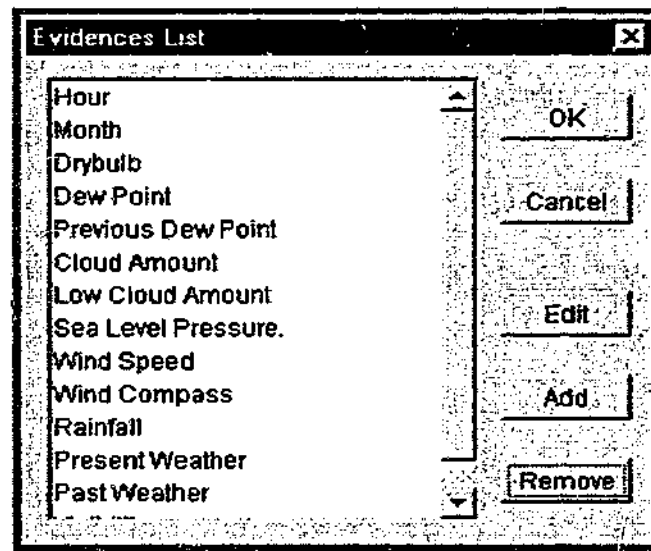 Evidences List
Hour
Month
Drybulb
Dew Point
Previous Dew Point
Cloud Amount
Low Cloud Amount
Sea Level Pressure.
Wind Speed
Wind Compass
Rainfall
Present Weather
Past Weather
OK
Cancel
Edit
Add
Remove